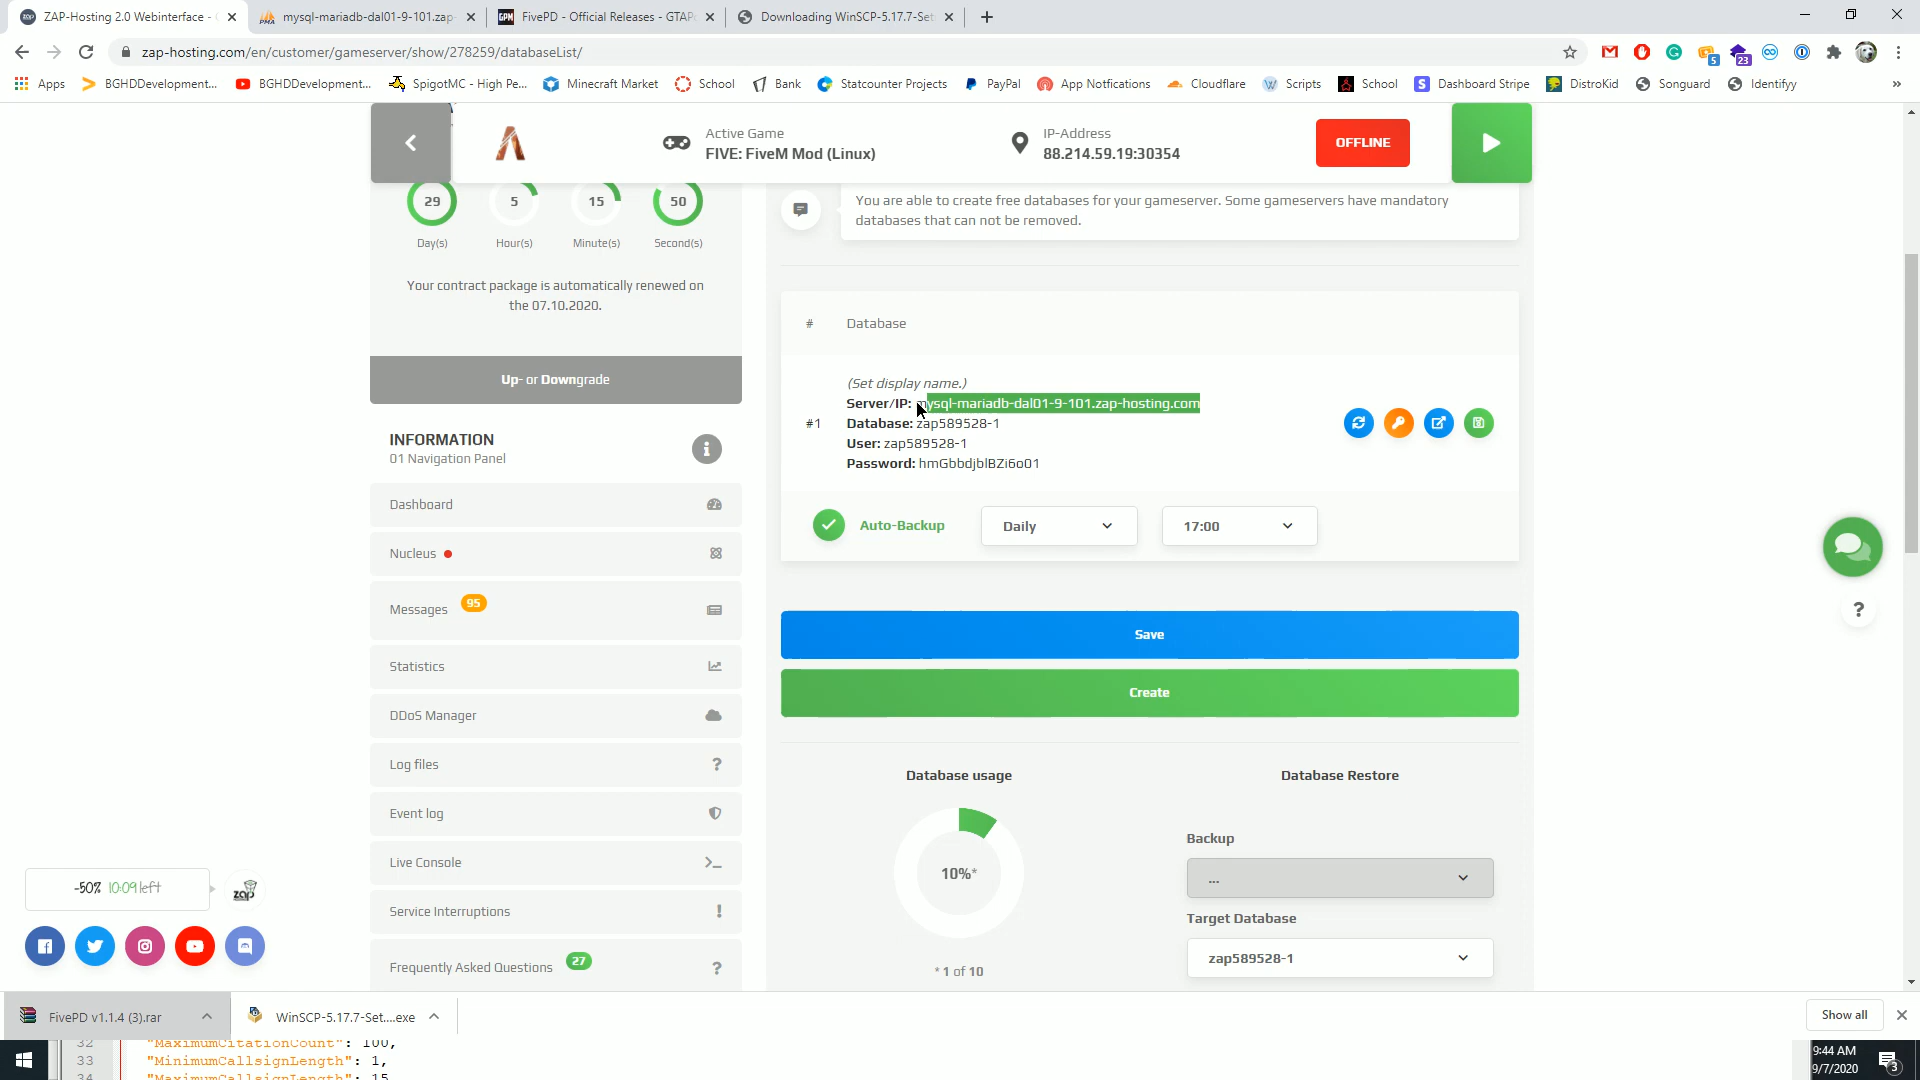 ZAP-Hosting 2.0 Webinterface -
mysql-mariadb-dal01-9-101.zap
FivePD - Official Releases - GTAP
Downloading WinSCP-5.17.7-Set
zap-hosting.com/en/customer/gameserver/show/278259/databaseList/
5
23
Apps
BGHDDevelopment...
BGHDDevelopment...
SpigotMC - High Pe...
Minecraft Market
School
Bank
Statcounter Projects
PayPal
App Notfications
Cloudflare
Scripts
School
Dashboard Stripe
DistroKid
Songuard
Identifyy
»
Active Game
FIVE: FiveM Mod (Linux)
IP-Address
88.214.59.19:30354
OFFLINE
29
5
15
50
Day(s)
Hour(s)
Minute(s)
Second(s)
Your contract package is automatically renewed on
the 07.10.2020.
Up- or Downgrade
INFORMATION
01 Navigation Panel
Dashboard
Nucleus
Messages
95
Statistics
DDoS Manager
Log files
?
Event log
Live Console
Service Interruptions
!
Frequently Asked Questions
27
?
You are able to create free databases for your gameserver. Some gameservers have mandatory
databases that can not be removed.
#
Database
#1
(Set display name.)
Server/IP: mysql-mariadb-dal01-9-101.zap-hosting.com
Database: zap589528-1
User: zap589528-1
Password: hmGbbdjblBZi6o01
Auto-Backup
Daily
17:00
Save
Create
Database usage
10%*
* 1 of 10
Database Restore
Backup
...
Target Database
zap589528-1
?
-50% 10:09 left
zap
FivePD v1.1.4 (3).rar
WinSCP-5.17.7-Set....exe
Show all
32 "MaximumCitationCount": 100,
33 "MinimumCallsignLength": 1,
34 "MaximumCallsignLength": 15
9:44 AM
9/7/2020
3